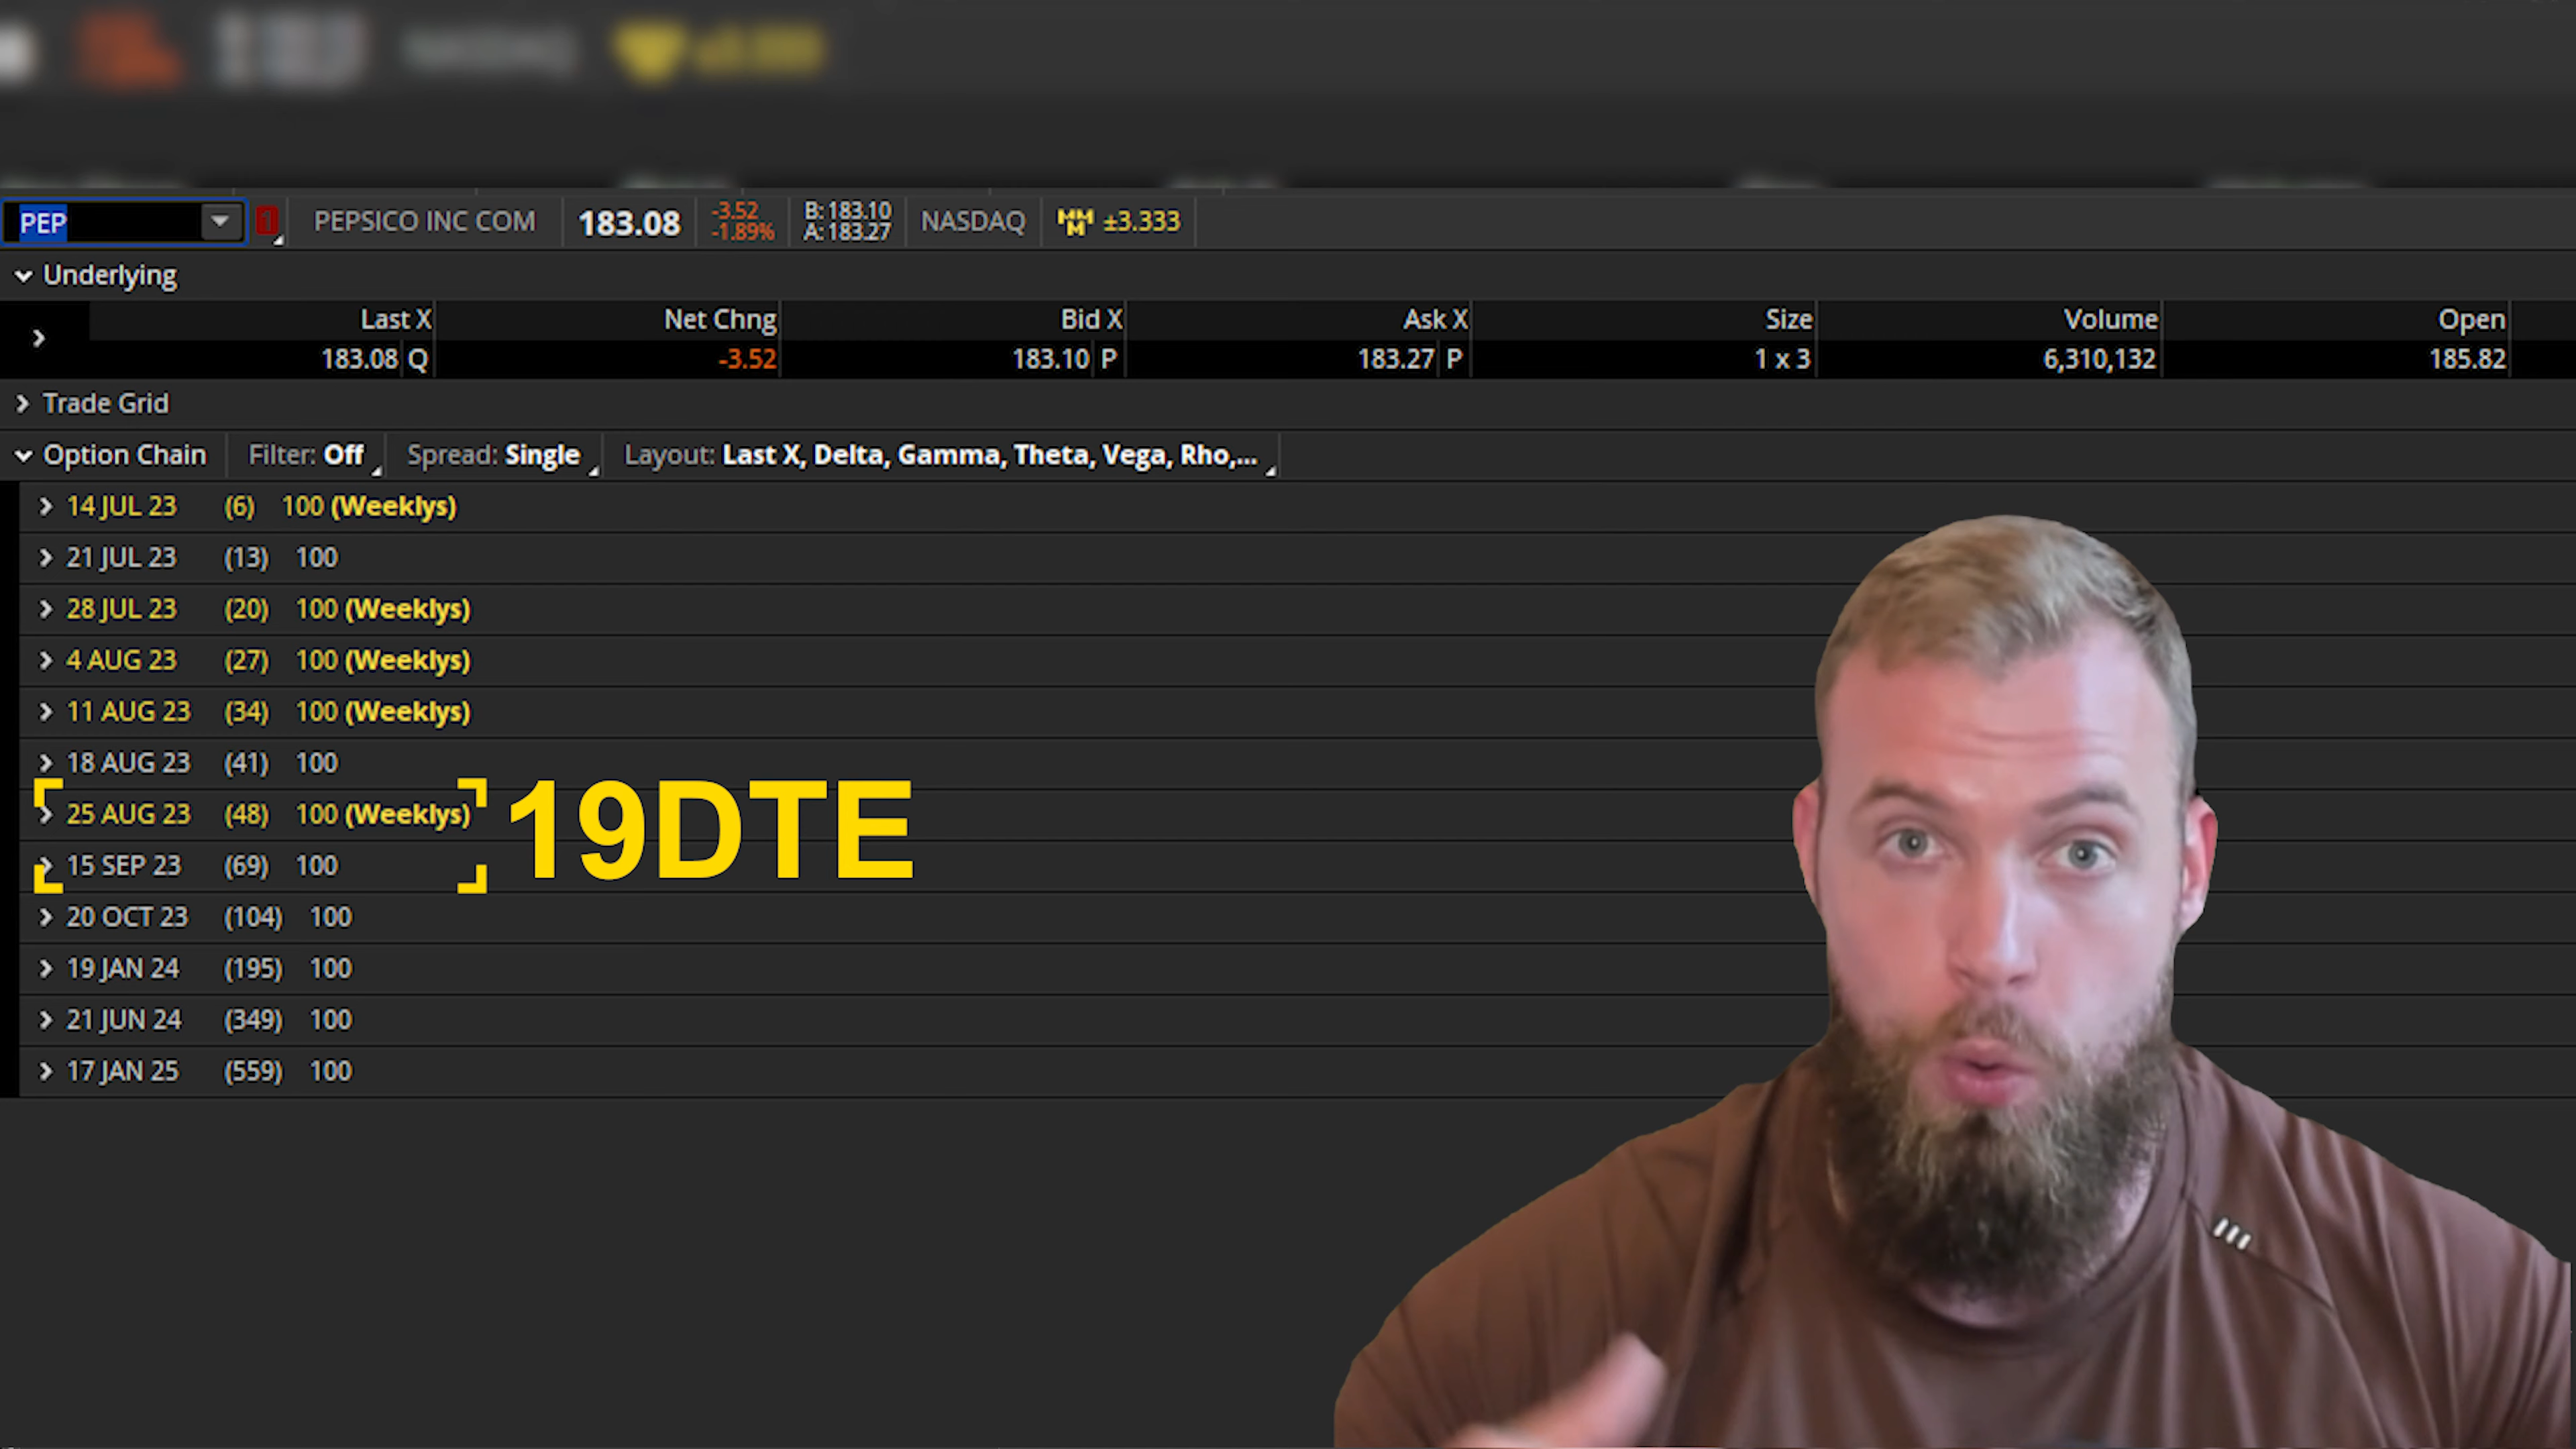 PEP
1
PEPSICO INC COM
183.08
-3.52
-1.89%
B: 183.10
A: 183.27
NASDAQ
MMM ±3.333
Underlying
Last X Net Chng Bid X Ask X Size Volume Open
183.08 Q -3.52 183.10 P 183.27 P 1 x 3 6,310,132 185.82
Trade Grid
Option Chain Filter: Off Spread: Single Layout: Last X, Delta, Gamma, Theta, Vega, Rho,...
14 JUL 23 (6) 100 (Weeklys)
21 JUL 23 (13) 100
28 JUL 23 (20) 100 (Weeklys)
4 AUG 23 (27) 100 (Weeklys)
11 AUG 23 (34) 100 (Weeklys)
18 AUG 23 (41) 100
25 AUG 23 (48) 100 (Weeklys)
19DTE
15 SEP 23 (69) 100
20 OCT 23 (104) 100
19 JAN 24 (195) 100
21 JUN 24 (349) 100
17 JAN 25 (559) 100